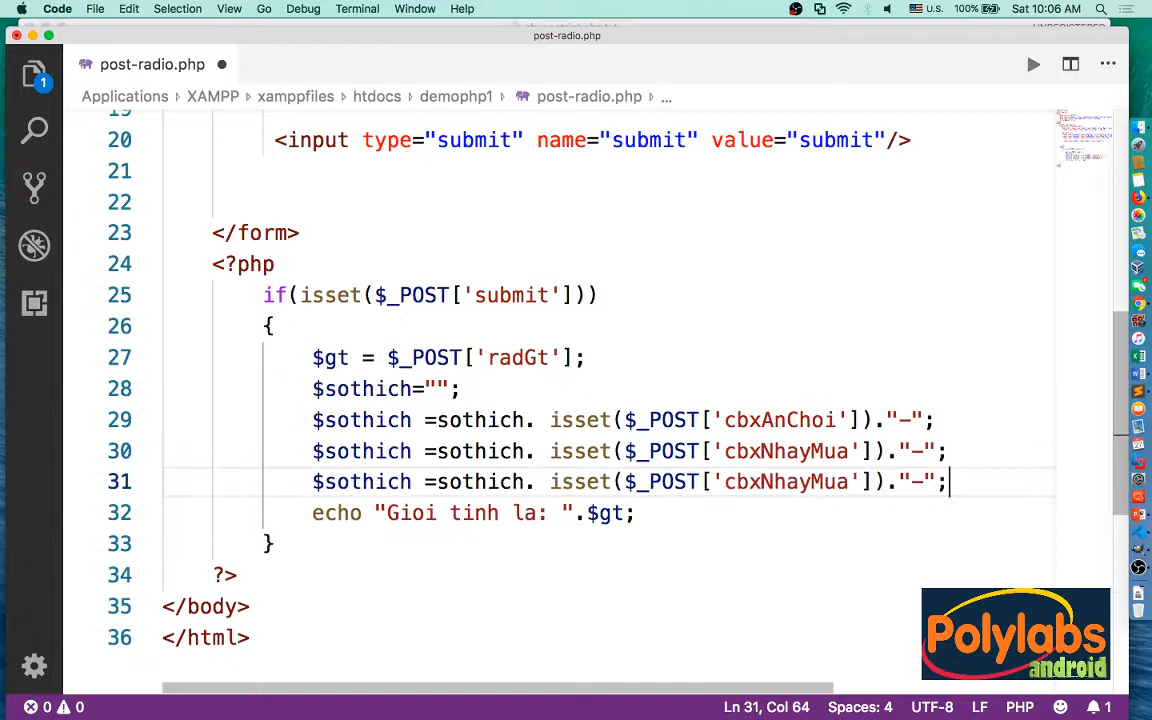 Code File Edit Selection View Go Debug Terminal Window Help U.S. 100% Sat 10:06 AM
UNREGISTERED
post-radio.php
1
post-radio.php
Applications > XAMPP > xamppfiles > htdocs > demophp1 > post-radio.php > ...
19
20 <input type="submit" name="submit" value="submit"/>
21
22
23 </form>
24 <?php
25 if(isset($_POST['submit']))
26 {
27 $gt = $_POST['radGt'];
28 $sothich="";
29 $sothich =sothich. isset($_POST['cbxAnChoi'])."-";
30 $sothich =sothich. isset($_POST['cbxNhayMua'])."-";
31 $sothich =sothich. isset($_POST['cbxNhayMua'])."-";
32 echo "Gioi tinh la: ".$gt;
33 }
34 ?>
35 </body>
36 </html>
Polylabs
android
0 0 Ln 31, Col 64 Spaces: 4 UTF-8 LF PHP 1